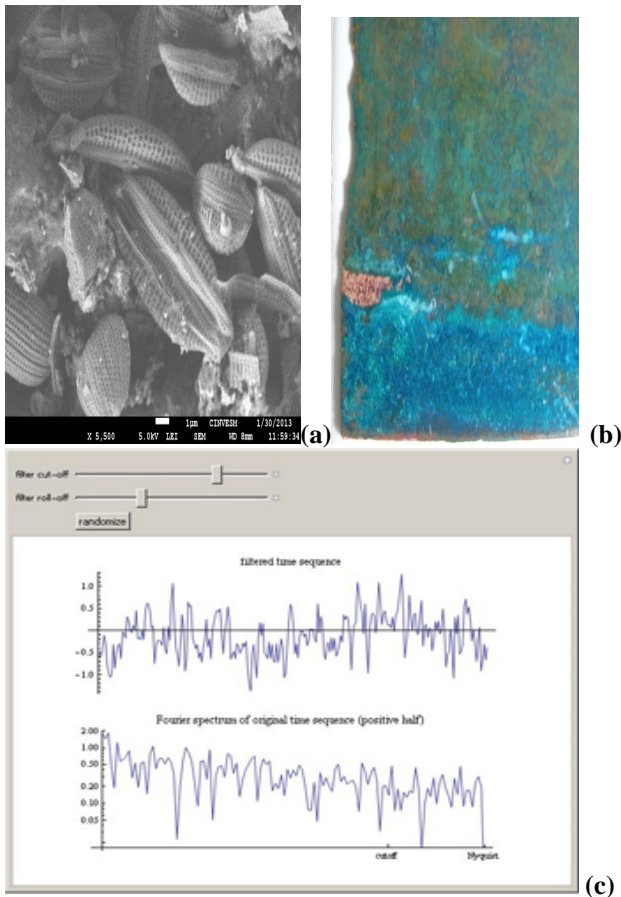 1µm CINVESM 1/30/2013
X 5,500 5.0kV LEI SEM WD 8mm 11:59:34
(a)
(b)
filter cut-off
filter roll-off
randomize
filtered time sequence
1.0
0.5
-0.5
-1.0
Fourier spectrum of original time sequence (positive half)
2.00
1.00
0.50
0.20
0.10
0.05
cutoff Nyquist
(c)